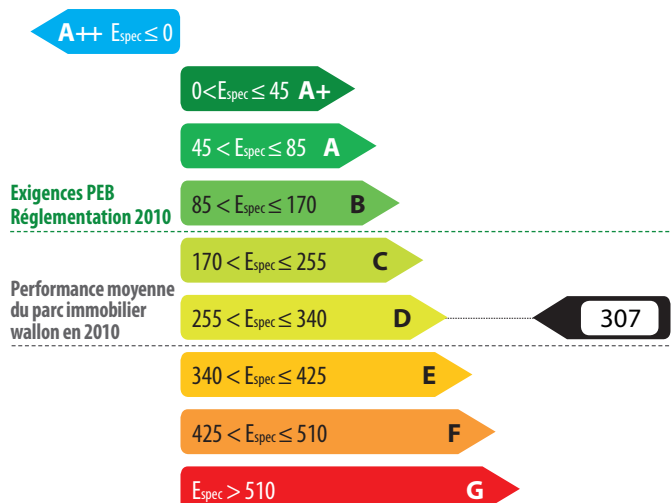 A++ Espec ≤ 0
0<Espec ≤ 45 A+
45 < Espec ≤ 85 A
Exigences PEB
Réglementation 2010
85 < Espec ≤ 170 B
170 < Espec ≤ 255 C
Performance moyenne
du parc immobilier
wallon en 2010
255 < Espec ≤ 340 D
307
340 < Espec ≤ 425 E
425 < Espec ≤ 510 F
Espec > 510 G